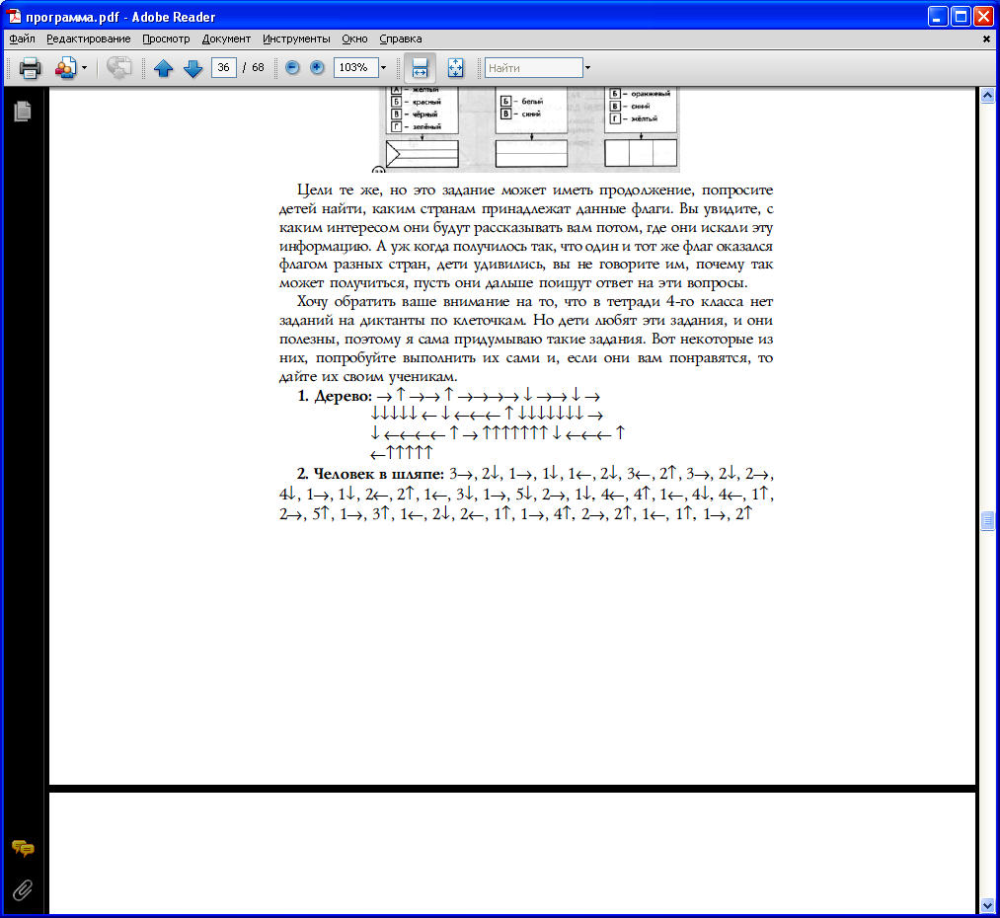 программа.pdf - Adobe Reader
Файл Редактирование Просмотр Документ Инструменты Окно Справка
36 / 68 103% Найти
А – жёлтый
Б – красный
В – чёрный
Г – зелёный
Б – белый
В – синий
Б – оранжевый
В – синий
Г – жёлтый
Цели те же, но это задание может иметь продолжение, попросите
детей найти, каким странам принадлежат данные флаги. Вы увидите, с
каким интересом они будут рассказывать вам потом, где они искали эту
информацию. А уж когда получилось так, что один и тот же флаг оказался
флагом разных стран, дети удивились, вы не говорите им, почему так
может получиться, пусть они дальше поищут ответ на эти вопросы.
Хочу обратить ваше внимание на то, что в тетради 4-го класса нет
заданий на диктанты по клеточкам. Но дети любят эти задания, и они
полезны, поэтому я сама придумываю такие задания. Вот некоторые из
них, попробуйте выполнить их сами и, если они вам понравятся, то
дайте их своим ученикам.
1. Дерево: →↑→→↑→→→→↓→→↓→
↓↓↓↓↓←↓←←←↑↓↓↓↓↓↓↓→
↓←←←←↑→↑↑↑↑↑↑↑↓←←←↑
←↑↑↑↑↑
2. Человек в шляпе: 3→, 2↓, 1→, 1↓, 1←, 2↓, 3←, 2↑, 3→, 2↓, 2→,
4↓, 1→, 1↓, 2←, 2↑, 1←, 3↓, 1→, 5↓, 2→, 1↓, 4←, 4↑, 1←, 4↓, 4←, 1↑,
2→, 5↑, 1→, 3↑, 1←, 2↓, 2←, 1↑, 1→, 4↑, 2→, 2↑, 1←, 1↑, 1→, 2↑